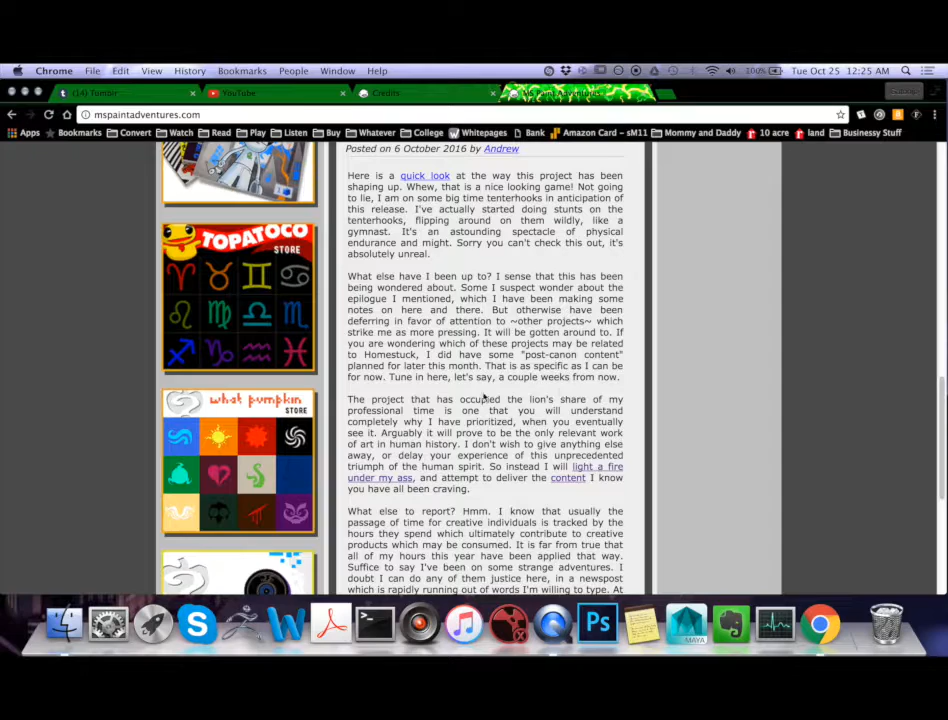 Chrome File Edit View History Bookmarks People Window Help 100% Tue Oct 25 12:25 AM
(14) Tumblr YouTube Credits MS Paint Adventures
mspaintadventures.com
Apps Bookmarks Convert Watch Read Play Listen Buy Whatever College Whitepages Bank Amazon Card - sM11 Mommy and Daddy 10 acre land Businessy Stuff
Posted on 6 October 2016 by Andrew
Here is a quick look at the way this project has been
shaping up. Whew, that is a nice looking game! Not going
to lie, I am on some big time tenterhooks in anticipation of
this release. I've actually started doing stunts on the
tenterhooks, flipping around on them wildly, like a
gymnast. It's an astounding spectacle of physical
endurance and might. Sorry you can't check this out, it's
absolutely unreal.
What else have I been up to? I sense that this has been
being wondered about. Some I suspect wonder about the
epilogue I mentioned, which I have been making some
notes on here and there. But otherwise have been
deferring in favor of attention to ~other projects~ which
strike me as more pressing. It will be gotten around to. If
you are wondering which of these projects may be related
to Homestuck, I did have some "post-canon content"
planned for later this month. That is as specific as I can be
for now. Tune in here, let's say, a couple weeks from now.
The project that has occupied the lion's share of my
professional time is one that you will understand
completely why I have prioritized, when you eventually
see it. Arguably it will prove to be the only relevant work
of art in human history. I don't wish to give anything else
away, or delay your experience of this unprecedented
triumph of the human spirit. So instead I will light a fire
under my ass, and attempt to deliver the content I know
you have all been craving.
What else to report? Hmm. I know that usually the
passage of time for creative individuals is tracked by the
hours they spend which ultimately contribute to creative
products which may be consumed. It is far from true that
all of my hours this year have been applied that way.
Suffice to say I've been on some strange adventures. I
doubt I can do any of them justice here, in a newspost
which is rapidly running out of words I'm willing to type. At
TOPATOCO
STORE
what pumpkin
STORE
Ps
MAYA